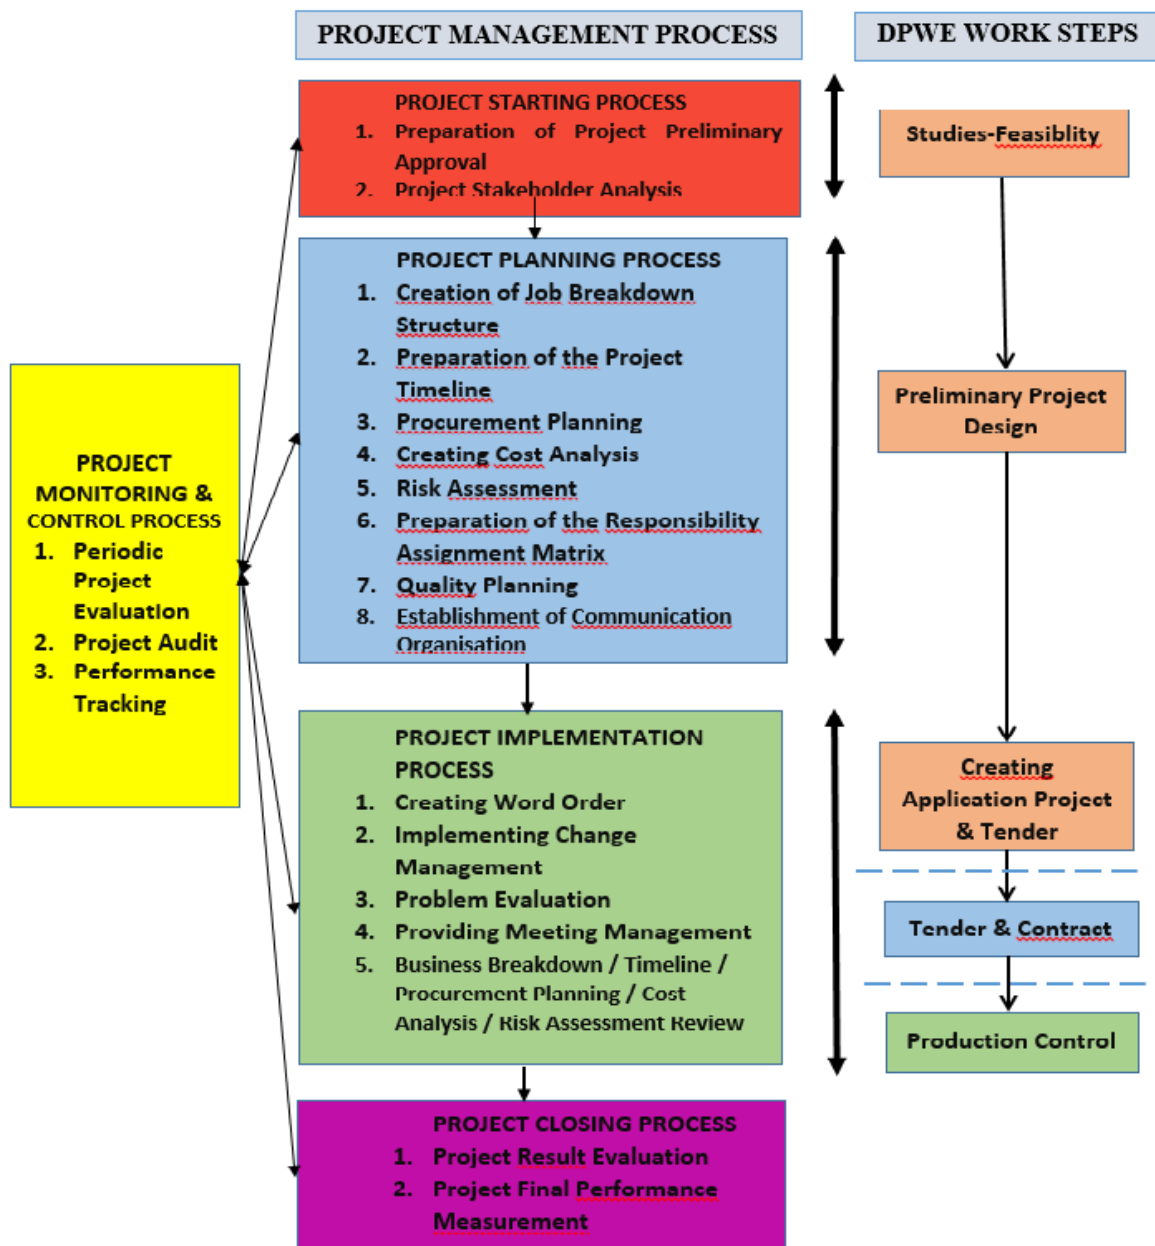 PROJECT MANAGEMENT PROCESS
DPWE WORK STEPS
PROJECT STARTING PROCESS
1. Preparation of Project Preliminary
Approval
2. Project Stakeholder Analysis
PROJECT PLANNING PROCESS
1. Creation of Job Breakdown
Structure
2. Preparation of the Project
Timeline
3. Procurement Planning
4. Creating Cost Analysis
5. Risk Assessment
6. Preparation of the Responsibility
Assignment Matrix
7. Quality Planning
8. Establishment of Communication
Organisation
PROJECT
MONITORING &
CONTROL PROCESS
1. Periodic
Project
Evaluation
2. Project Audit
3. Performance
Tracking
PROJECT IMPLEMENTATION
PROCESS
1. Creating Word Order
2. Implementing Change
Management
3. Problem Evaluation
4. Providing Meeting Management
5. Business Breakdown / Timeline /
Procurement Planning / Cost
Analysis / Risk Assessment Review
PROJECT CLOSING PROCESS
1. Project Result Evaluation
2. Project Final Performance
Measurement
Studies-Feasiblity
Preliminary Project
Design
Creating
Application Project
& Tender
Tender & Contract
Production Control